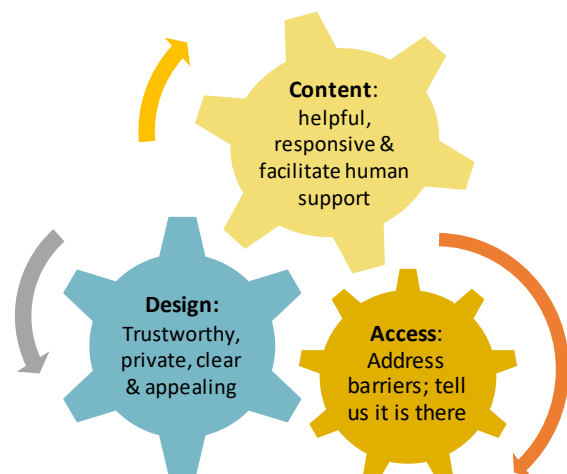 Content:
helpful,
responsive &
facilitate human
support
Design:
Trustworthy,
private, clear
& appealing
Access:
Address
barriers; tell
us it is there